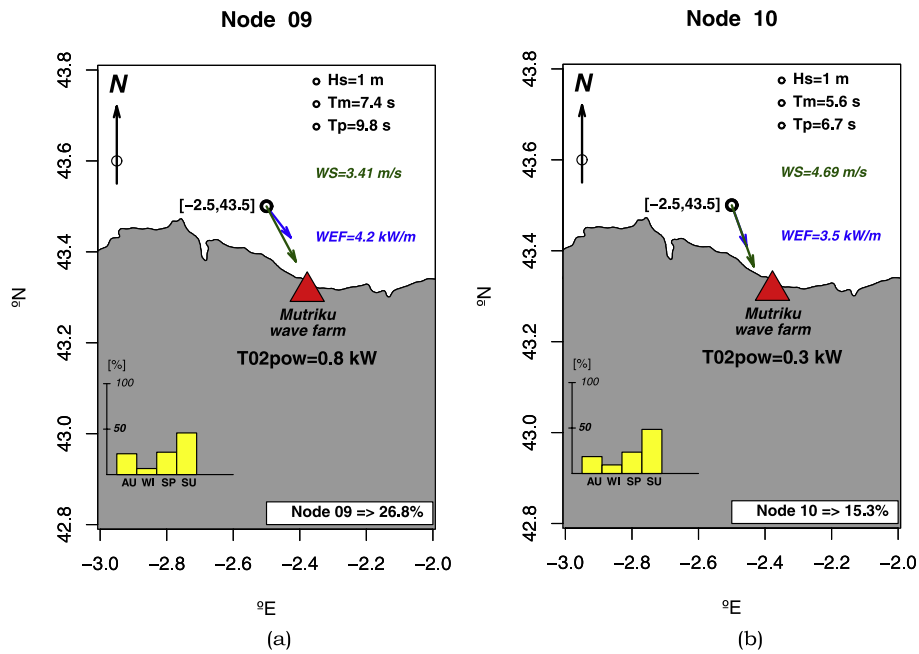 Node 09
43.8
43.6
43.4
43.2
43.0
42.8
ºN
N
Hs=1 m
Tm=7.4 s
Tp=9.8 s
WS=3.41 m/s
[−2.5,43.5]
WEF=4.2 kW/m
Mutriku
wave farm
T02pow=0.8 kW
[%]
100
50
AU WI SP SU
Node 09 => 26.8%
−3.0 −2.8 −2.6 −2.4 −2.2 −2.0
ºE
(a)
Node 10
43.8
43.6
43.4
43.2
43.0
42.8
ºN
N
Hs=1 m
Tm=5.6 s
Tp=6.7 s
WS=4.69 m/s
[−2.5,43.5]
WEF=3.5 kW/m
Mutriku
wave farm
T02pow=0.3 kW
[%]
100
50
AU WI SP SU
Node 10 => 15.3%
−3.0 −2.8 −2.6 −2.4 −2.2 −2.0
ºE
(b)